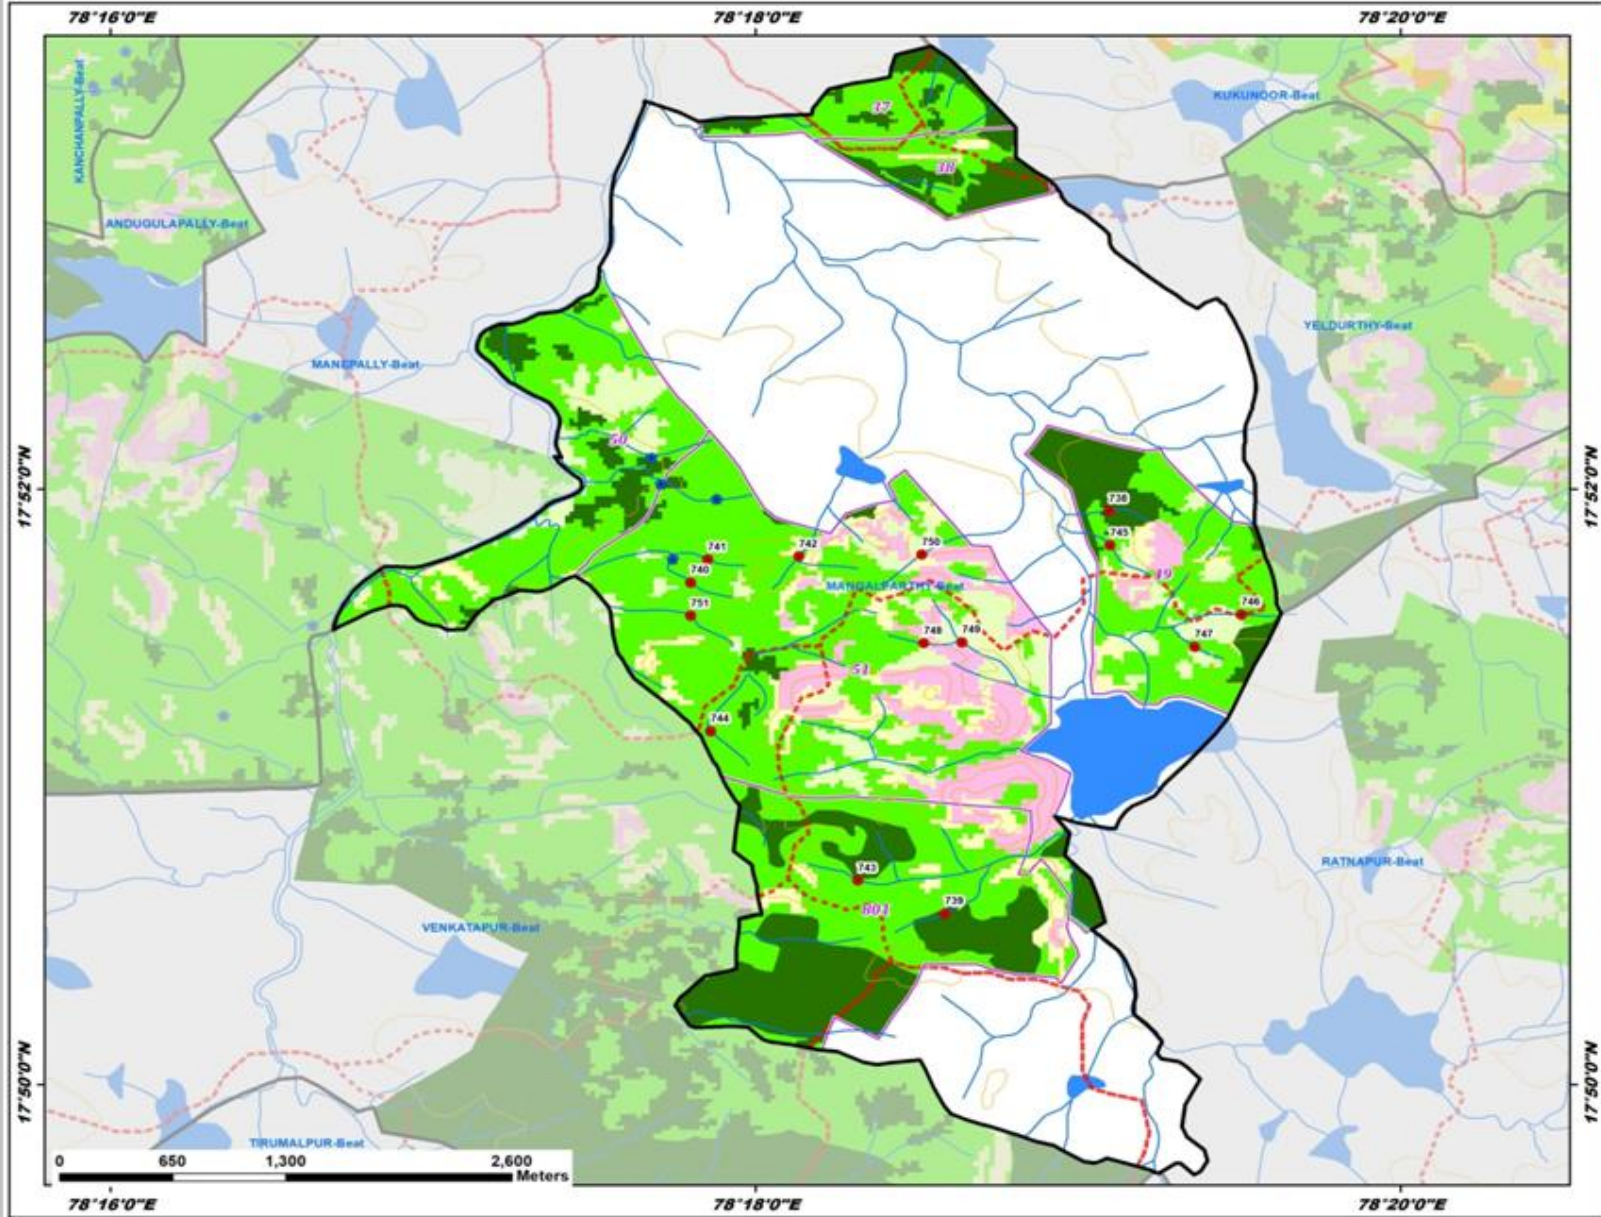 78°16'0"E 78°18'0"E 78°20'0"E
KANCHANPALLY-Beat
KUKUNOOR-Beat
37
38
ANDUGULAPALLY-Beat
YELDURTHY-Beat
MANEPALLY-Beat
50
17°52'0"N 17°52'0"N
738
745
741
742
750
740
MANGALPARTHY-Beat
49
751
746
748
749
747
51
744
RATNAPUR-Beat
743
801
739
VENKATAPUR-Beat
17°50'0"N 17°50'0"N
TIRUMALPUR-Beat
0 650 1,300 2,600
Meters
78°16'0"E 78°18'0"E 78°20'0"E